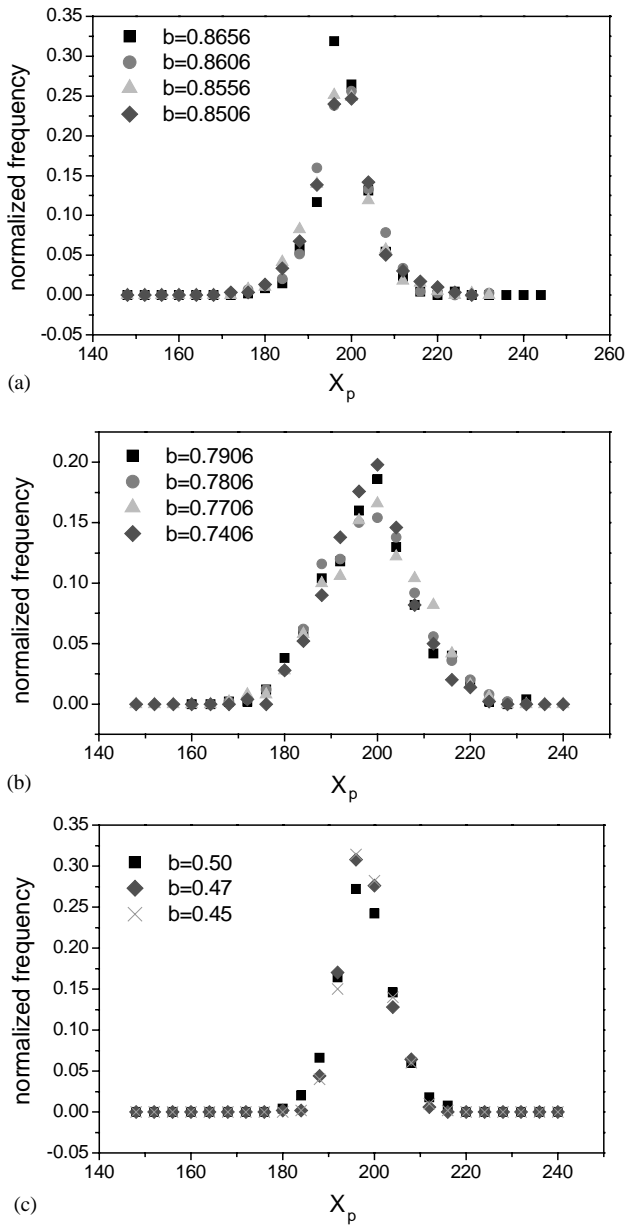 0.35
0.30
0.25
0.20
0.15
0.10
0.05
0.00
-0.05
normalized frequency
b=0.8656
b=0.8606
b=0.8556
b=0.8506
140 160 180 200 220 240 260
(a)
X_p
0.20
0.15
0.10
0.05
0.00
normalized frequency
b=0.7906
b=0.7806
b=0.7706
b=0.7406
140 160 180 200 220 240
(b)
X_p
0.35
0.30
0.25
0.20
0.15
0.10
0.05
0.00
-0.05
normalized frequency
b=0.50
b=0.47
b=0.45
140 160 180 200 220 240
(c)
X_p